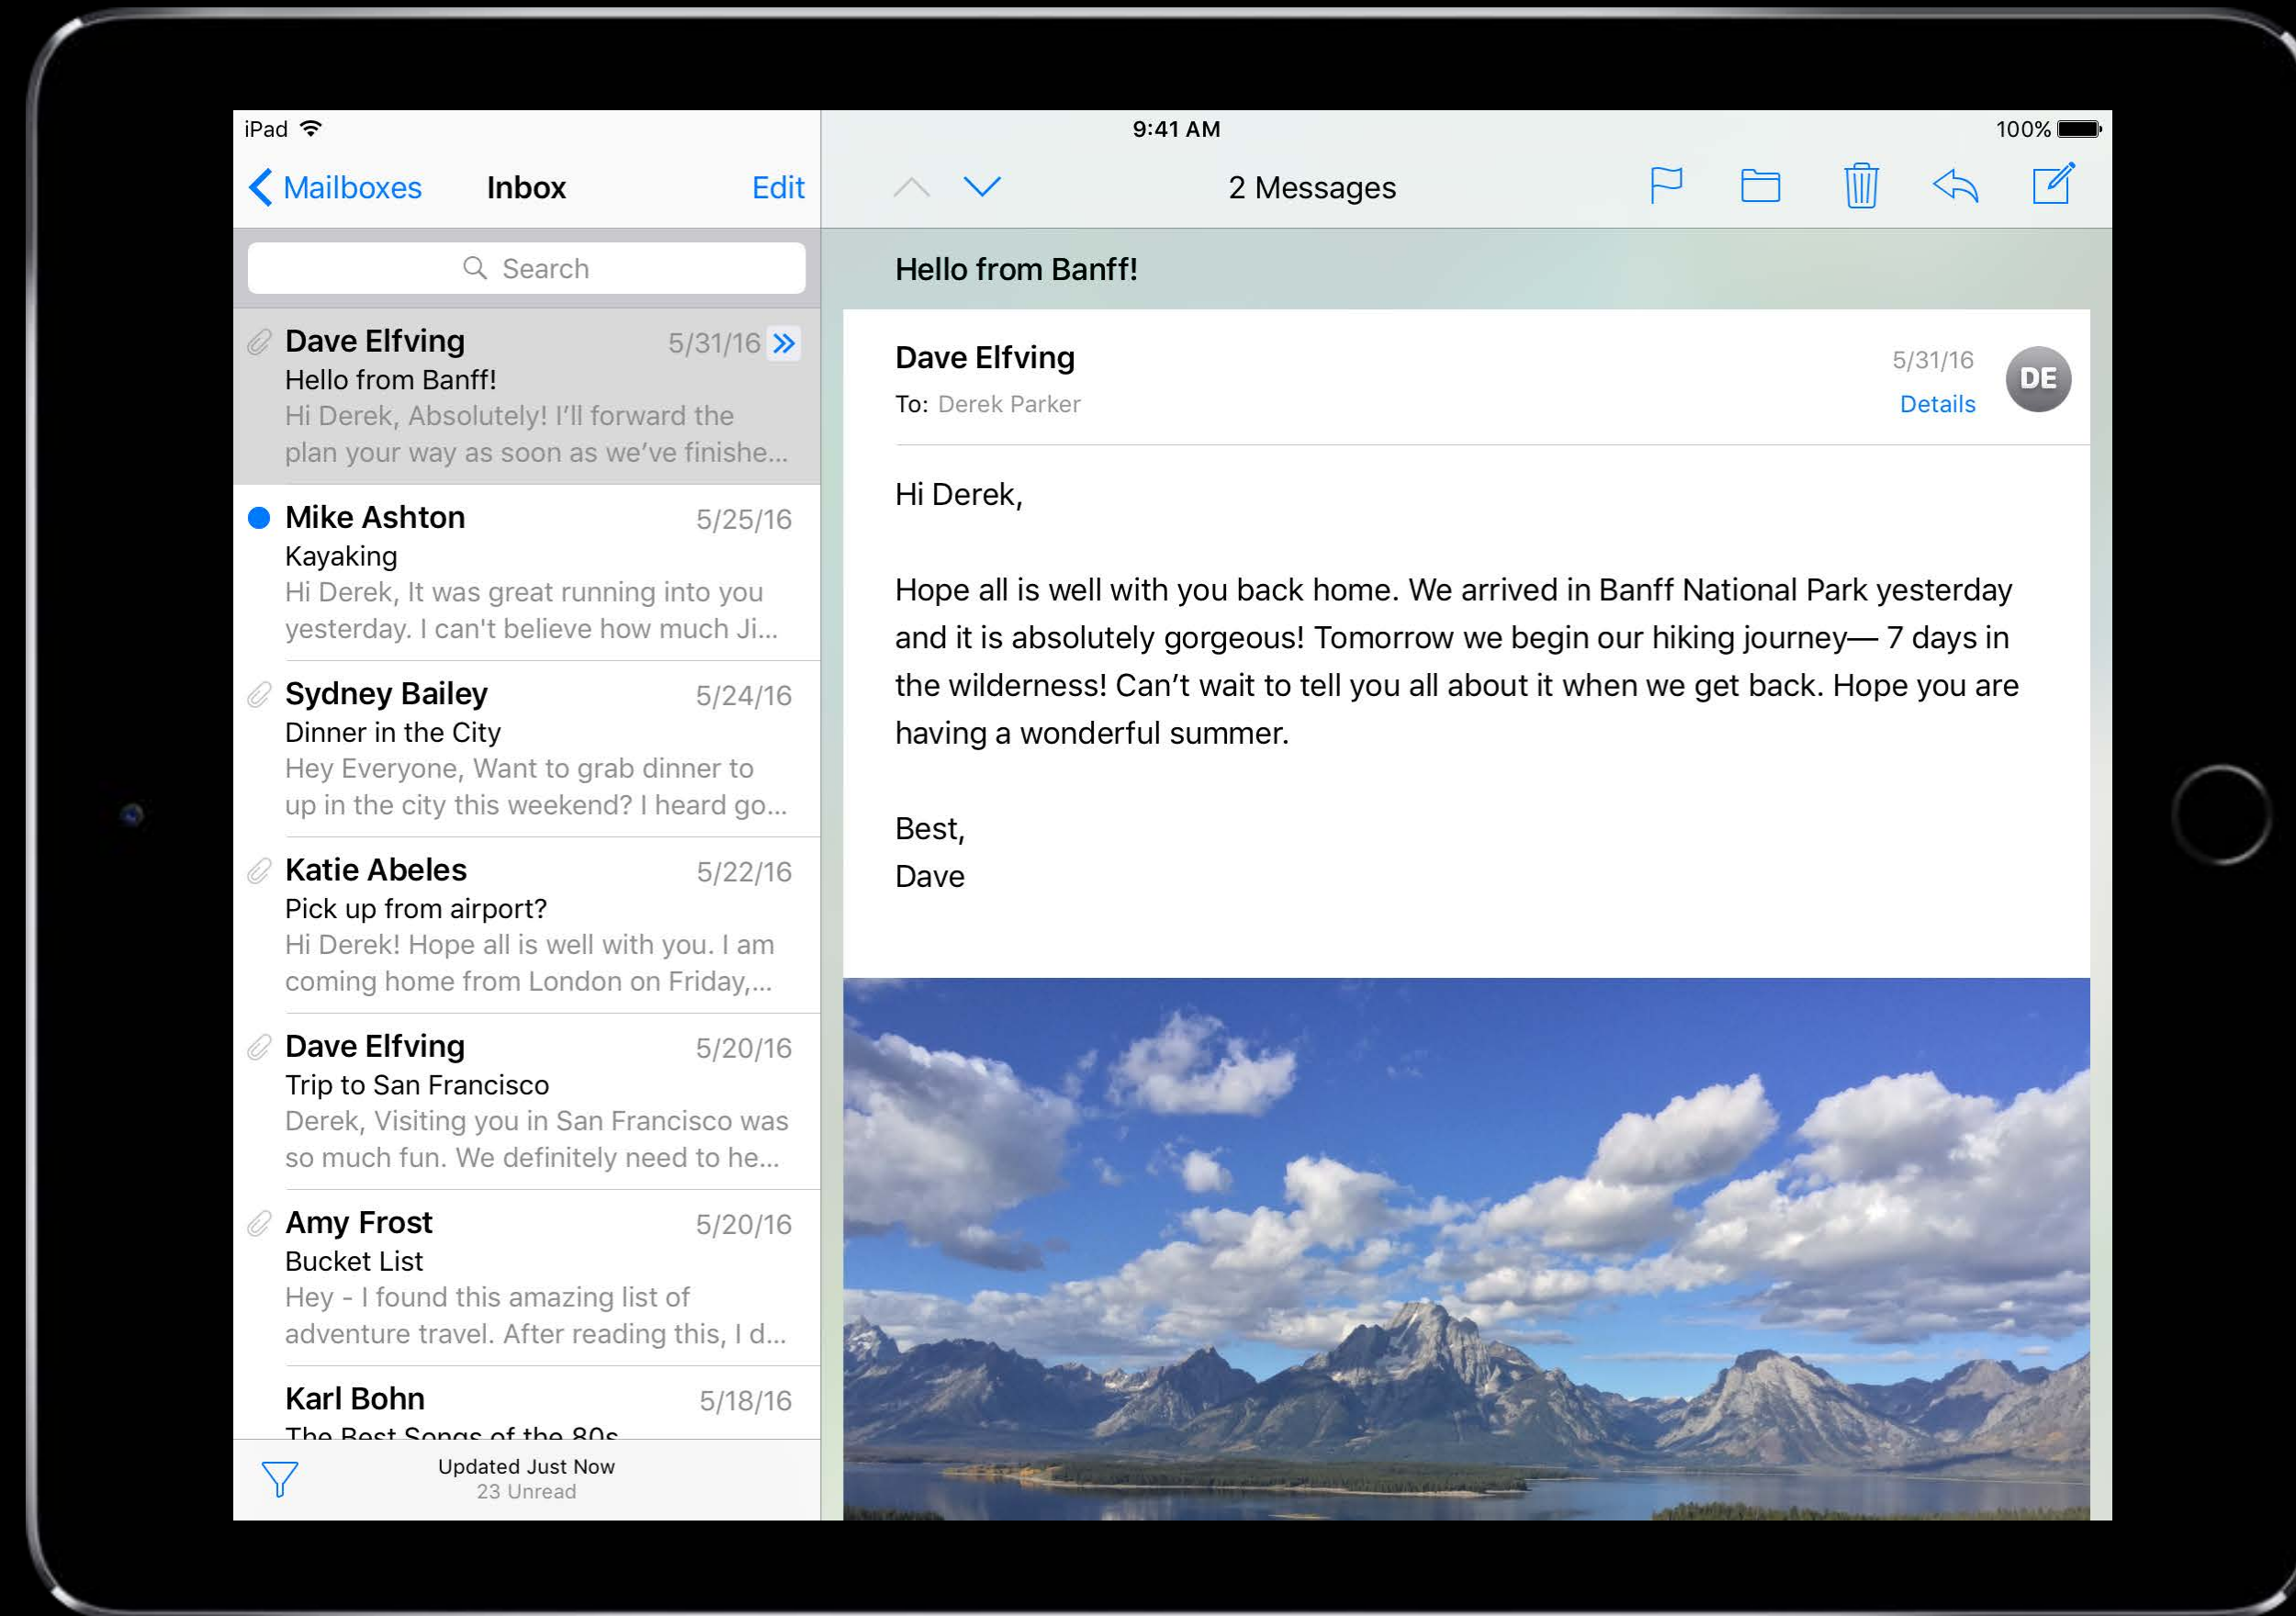 iPad
9:41 AM
100%
Mailboxes
Inbox
Edit
Search
Dave Elfving
5/31/16
Hello from Banff!
Hi Derek, Absolutely! I’ll forward the
plan your way as soon as we’ve finishe...
Mike Ashton
5/25/16
Kayaking
Hi Derek, It was great running into you
yesterday. I can't believe how much Ji...
Sydney Bailey
5/24/16
Dinner in the City
Hey Everyone, Want to grab dinner to
up in the city this weekend? I heard go...
Katie Abeles
5/22/16
Pick up from airport?
Hi Derek! Hope all is well with you. I am
coming home from London on Friday,...
Dave Elfving
5/20/16
Trip to San Francisco
Derek, Visiting you in San Francisco was
so much fun. We definitely need to he...
Amy Frost
5/20/16
Bucket List
Hey - I found this amazing list of
adventure travel. After reading this, I d...
Karl Bohn
5/18/16
The Best Songs of the 80s
Updated Just Now
23 Unread
2 Messages
Hello from Banff!
Dave Elfving
5/31/16
DE
To: Derek Parker
Details
Hi Derek,
Hope all is well with you back home. We arrived in Banff National Park yesterday
and it is absolutely gorgeous! Tomorrow we begin our hiking journey— 7 days in
the wilderness! Can’t wait to tell you all about it when we get back. Hope you are
having a wonderful summer.
Best,
Dave